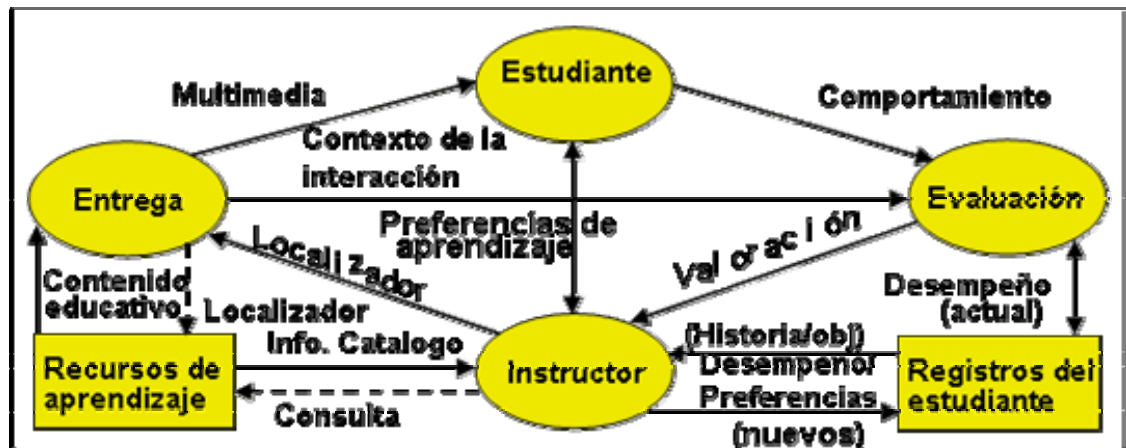 Estudiante
Multimedia
Comportamiento
Contexto de la
interacción
Entrega
Evaluación
Preferencias de
aprendizaje
Localizador
Valoración
Contenido
educativo
Localizador
Desempeño
(actual)
Info. Catalogo
(Historia/obj)
Recursos de
aprendizaje
Instructor
Desempeño/
Preferencias
(nuevos)
Registros del
estudiante
Consulta